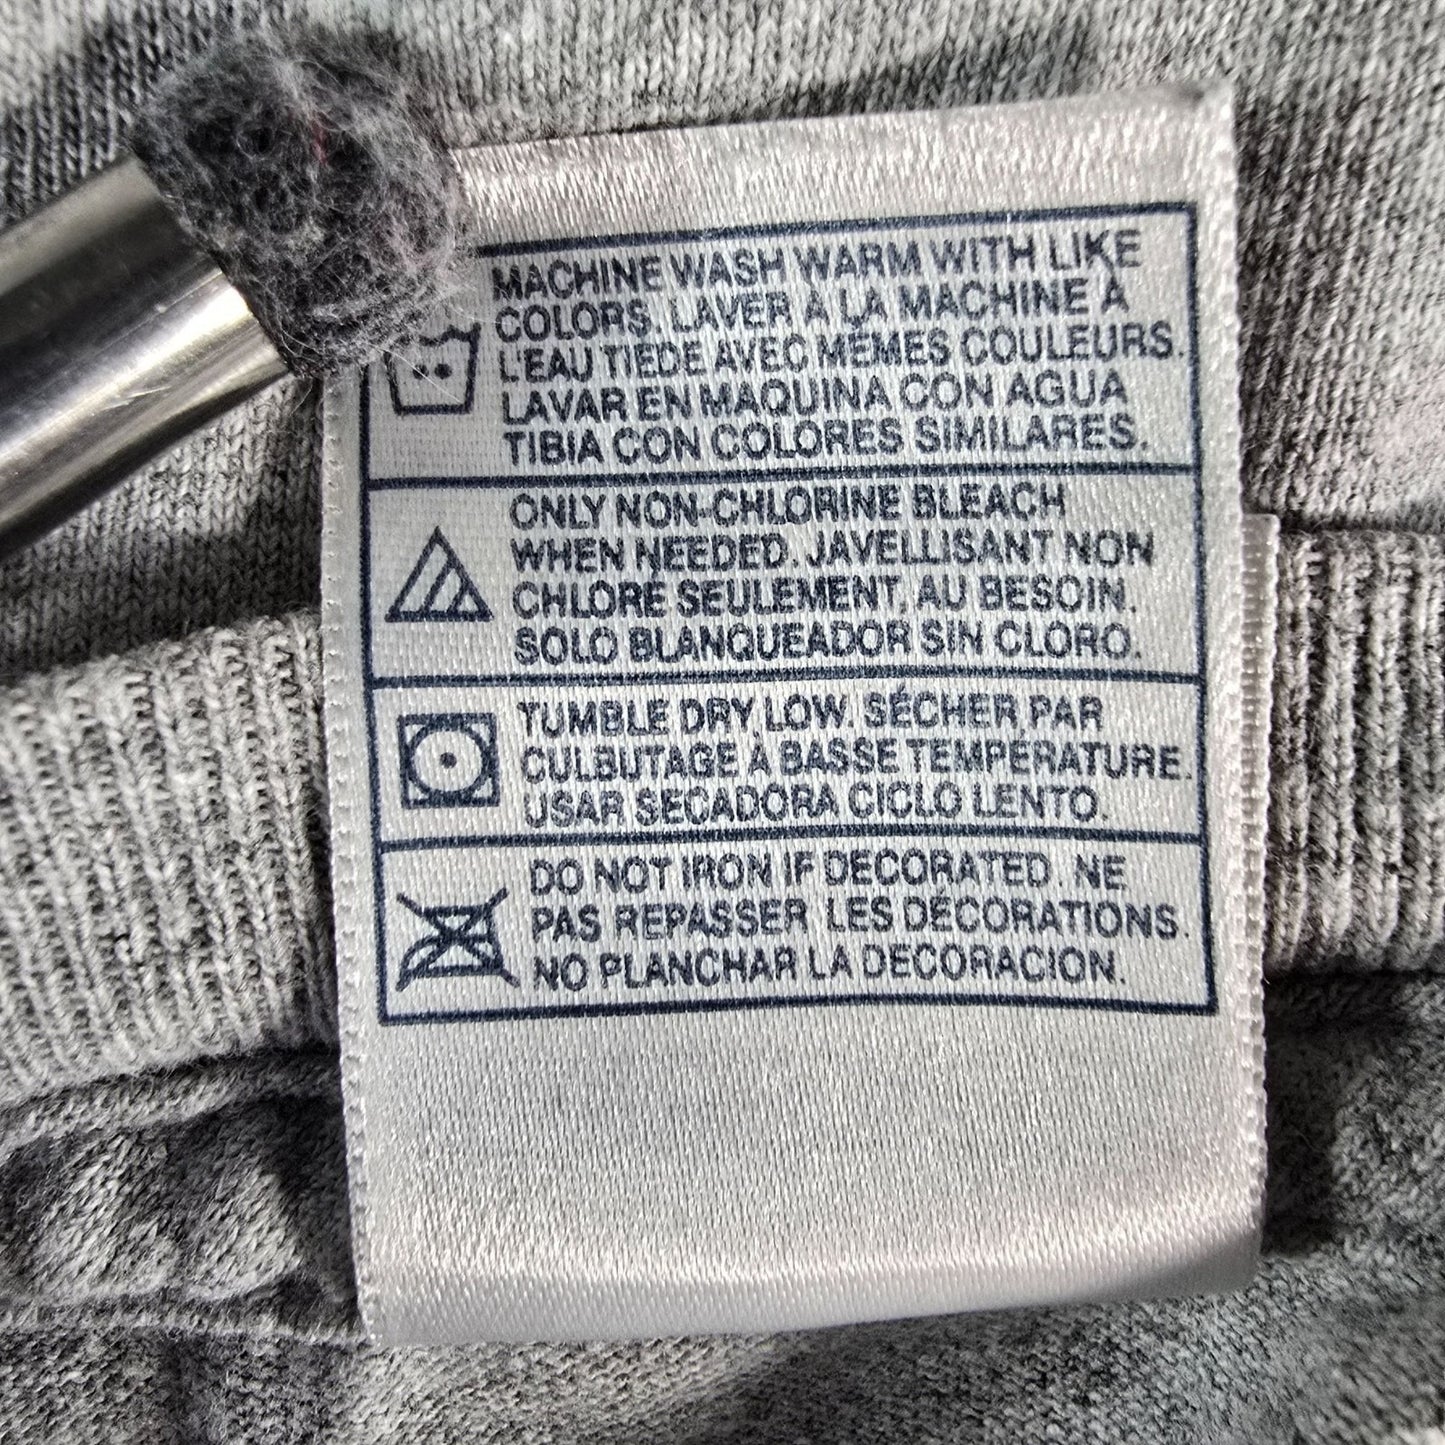 MACHINE WASH WARM WITH LIKE
COLORS. LAVER À LA MACHINE À
L'EAU TIEDE AVEC MÊMES COULEURS.
LAVAR EN MAQUINA CON AGUA
TIBIA CON COLORES SIMILARES.
ONLY NON-CHLORINE BLEACH
WHEN NEEDED. JAVELLISANT NON
CHLORÉ SEULEMENT, AU BESOIN.
SOLO BLANQUEADOR SIN CLORO.
TUMBLE DRY LOW. SÉCHER PAR
CULBUTAGE À BASSE TEMPÉRATURE.
USAR SECADORA CICLO LENTO.
DO NOT IRON IF DECORATED. NE
PAS REPASSER LES DÉCORATIONS.
NO PLANCHAR LA DECORACION.